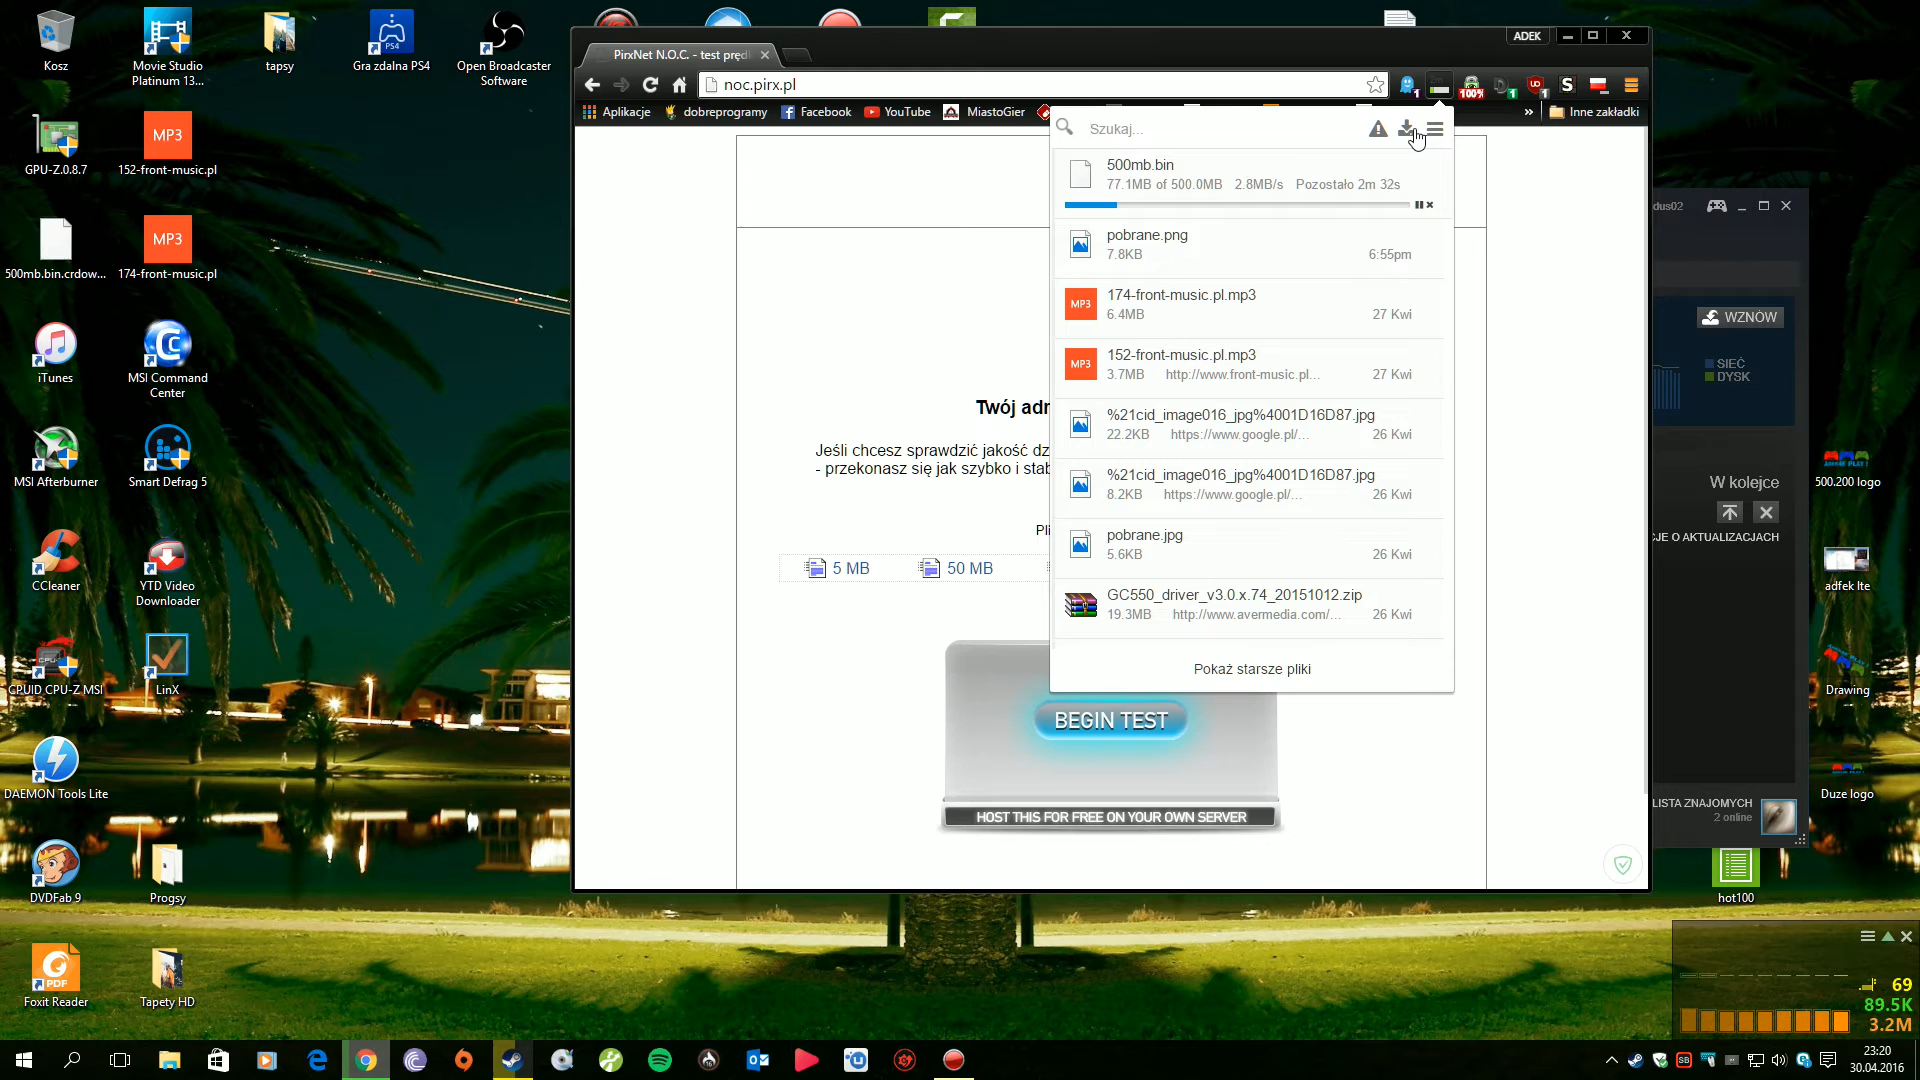 Kosz
Movie Studio
Platinum 13...
tapsy
Gra zdalna PS4
Open Broadcaster
Software
GPU-Z.0.8.7
MP3
152-front-music.pl
500mb.bin.crdow...
MP3
174-front-music.pl
iTunes
MSI Command
Center
MSI Afterburner
Smart Defrag 5
CCleaner
YTD Video
Downloader
CPUID CPU-Z MSI
LinX
DAEMON Tools Lite
DVDFab 9
Progsy
PDF
Foxit Reader
Tapety HD
ADEK
PirxNet N.O.C. - test pręd
noc.pirx.pl
1
100%
1
1
S
Aplikacje
dobreprogramy
Facebook
YouTube
MiastoGier
»
Inne zakładki
Szukaj...
500mb.bin
77.1MB of 500.0MB 2.8MB/s Pozostało 2m 32s
pobrane.png
7.8KB 6:55pm
MP3
174-front-music.pl.mp3
6.4MB 27 Kwi
MP3
152-front-music.pl.mp3
3.7MB http://www.front-music.pl... 27 Kwi
%21cid_image016_jpg%4001D16D87.jpg
22.2KB https://www.google.pl/... 26 Kwi
%21cid_image016_jpg%4001D16D87.jpg
8.2KB https://www.google.pl/... 26 Kwi
pobrane.jpg
5.6KB 26 Kwi
GC550_driver_v3.0.x.74_20151012.zip
19.3MB http://www.avermedia.com/... 26 Kwi
Pokaż starsze pliki
Twój adr
Jeśli chcesz sprawdzić jakość dz
- przekonasz się jak szybko i stab
Pli
5 MB
50 MB
BEGIN TEST
HOST THIS FOR FREE ON YOUR OWN SERVER
dus02
WZNÓW
SIEĆ
DYSK
W kolejce
JE O AKTUALIZACJACH
LISTA ZNAJOMYCH
2 online
500.200 logo
adfek lte
Drawing
Duze logo
hot100
69
89.5K
3.2M
23:20
30.04.2016